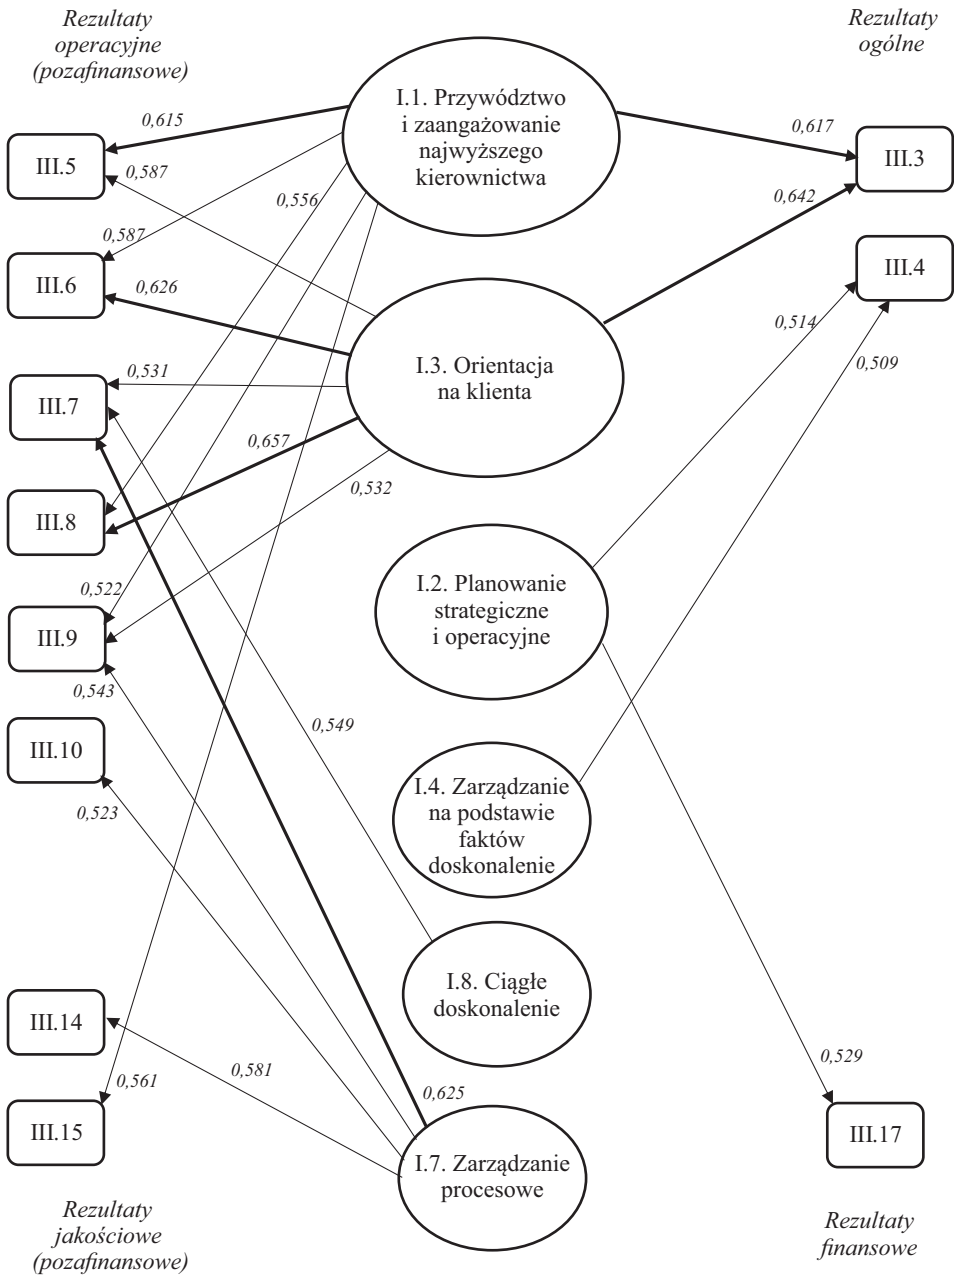 Rezultaty
operacyjne
(pozafinansowe)
Rezultaty
ogólne
I.1. Przywództwo
i zaangażowanie
najwyższego
kierownictwa
0,615
0,617
III.5
III.3
0,587
0,556
0,642
0,587
III.6
III.4
0,626
0,514
I.3. Orientacja
na klienta
0,531
0,509
III.7
0,657
0,532
III.8
I.2. Planowanie
strategiczne
i operacyjne
0,522
III.9
0,543
0,549
III.10
I.4. Zarządzanie
na podstawie
faktów
doskonalenie
0,523
I.8. Ciągłe
doskonalenie
III.14
0,581
0,561
0,625
0,529
III.15
III.17
I.7. Zarządzanie
procesowe
Rezultaty
jakościowe
(pozafinansowe)
Rezultaty
finansowe